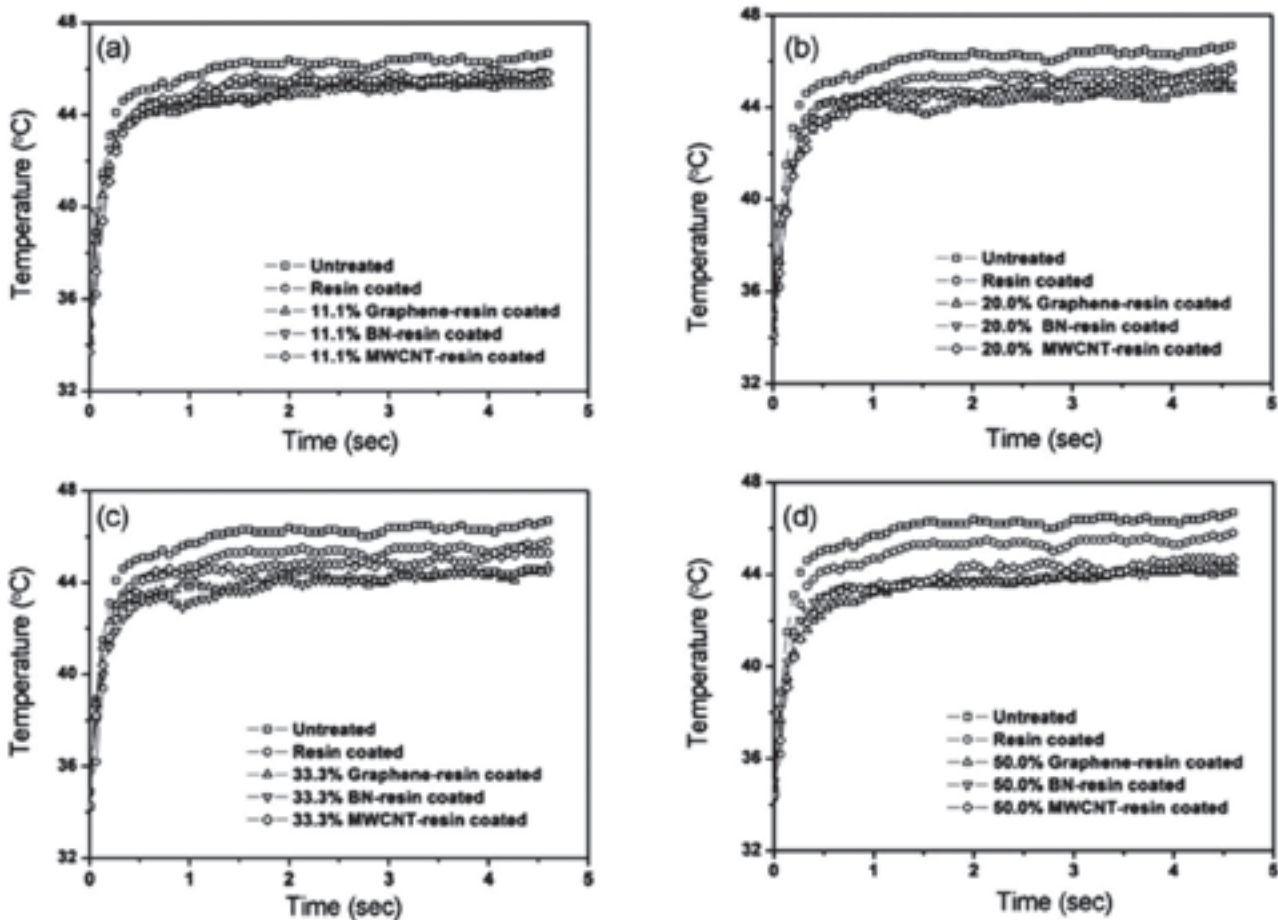 (a)
48
44
40
36
32
Temperature (°C)
Untreated
Resin coated
11.1% Graphene-resin coated
11.1% BN-resin coated
11.1% MWCNT-resin coated
0 1 2 3 4 5
Time (sec)
(b)
48
44
40
36
32
Temperature (°C)
Untreated
Resin coated
20.0% Graphene-resin coated
20.0% BN-resin coated
20.0% MWCNT-resin coated
0 1 2 3 4 5
Time (sec)
(c)
48
44
40
36
32
Temperature (°C)
Untreated
Resin coated
33.3% Graphene-resin coated
33.3% BN-resin coated
33.3% MWCNT-resin coated
0 1 2 3 4 5
Time (sec)
(d)
48
44
40
36
32
Temperature (°C)
Untreated
Resin coated
50.0% Graphene-resin coated
50.0% BN-resin coated
50.0% MWCNT-resin coated
0 1 2 3 4 5
Time (sec)